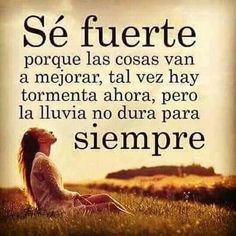 Sé fuerte
porque las cosas van
a mejorar, tal vez hay
tormenta ahora, pero
la lluvia no dura para
siempre